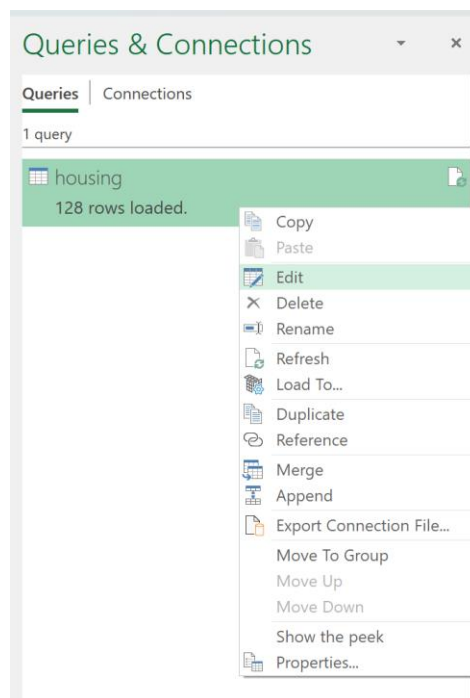 Queries & Connections
Queries Connections
1 query
housing
128 rows loaded.
Copy
Paste
Edit
Delete
Rename
Refresh
Load To...
Duplicate
Reference
Merge
Append
Export Connection File...
Move To Group
Move Up
Move Down
Show the peek
Properties...